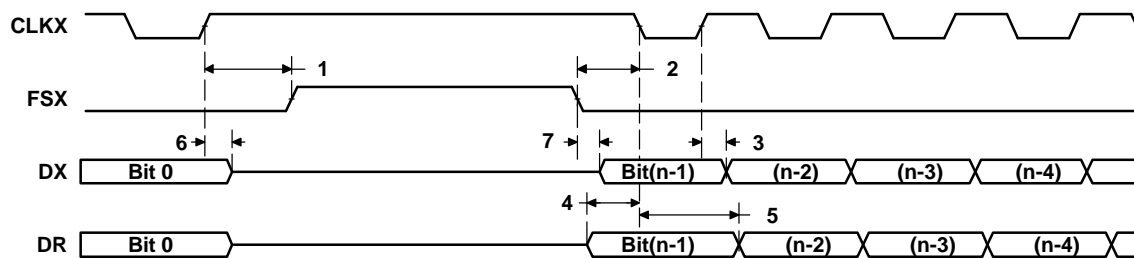 CLKX
1 2
FSX
6 7 3
DX Bit 0 Bit(n-1) (n-2) (n-3) (n-4)
4 5
DR Bit 0 Bit(n-1) (n-2) (n-3) (n-4)